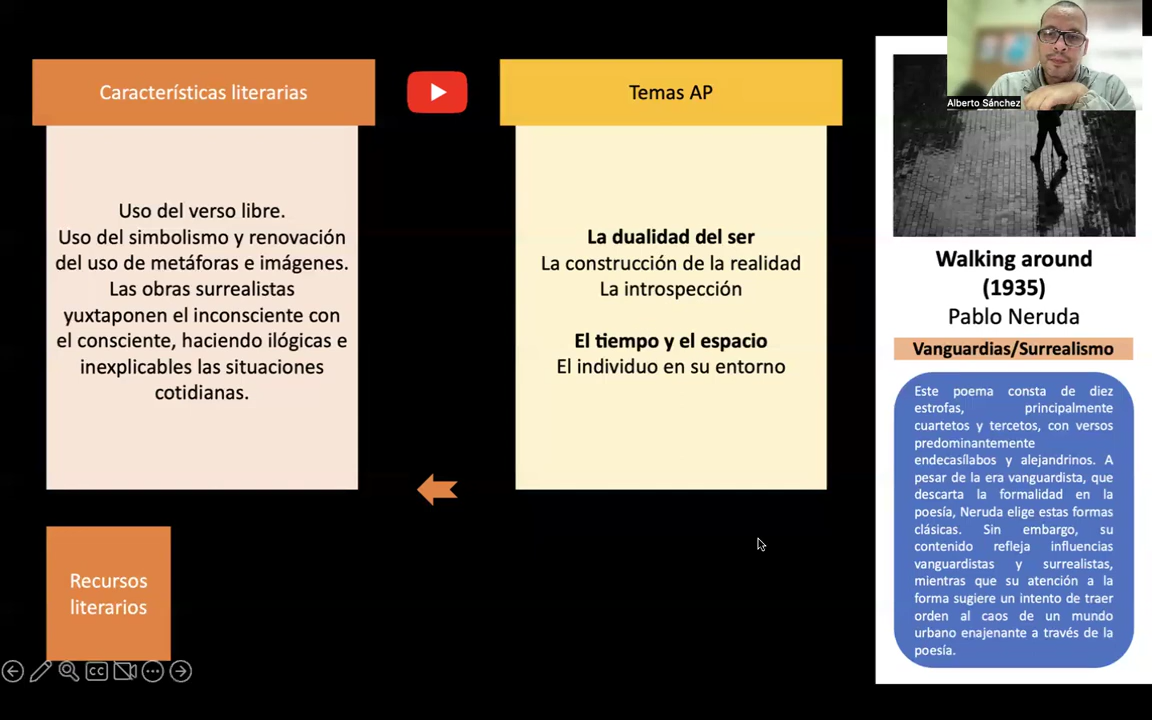 Características literarias
Uso del verso libre.
Uso del simbolismo y renovación
del uso de metáforas e imágenes.
Las obras surrealistas
yuxtaponen el inconsciente con
el consciente, haciendo ilógicas e
inexplicables las situaciones
cotidianas.
Recursos
literarios
CC
Temas AP
La dualidad del ser
La construcción de la realidad
La introspección
El tiempo y el espacio
El individuo en su entorno
Alberto Sánchez
Walking around
(1935)
Pablo Neruda
Vanguardias/Surrealismo
Este poema consta de diez
estrofas, principalmente
cuartetos y tercetos, con versos
predominantemente
endecasílabos y alejandrinos. A
pesar de la era vanguardista, que
descarta la formalidad en la
poesía, Neruda elige estas formas
clásicas. Sin embargo, su
contenido refleja influencias
vanguardistas y surrealistas,
mientras que su atención a la
forma sugiere un intento de traer
orden al caos de un mundo
urbano enajenante a través de la
poesía.